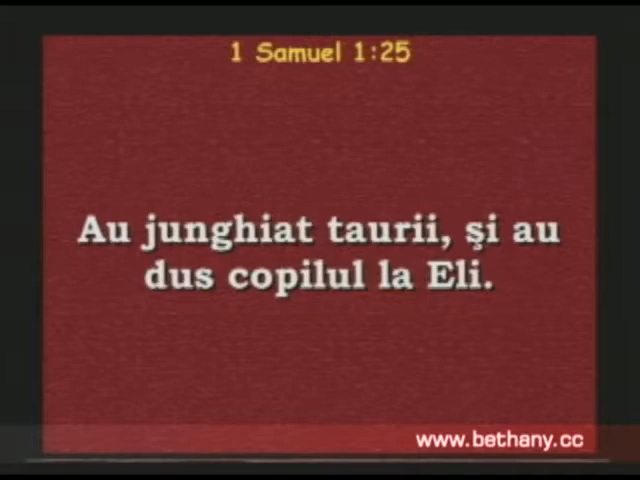 1 Samuel 1:25
Au junghiat taurii, şi au
dus copilul la Eli.
www.bethany.cc